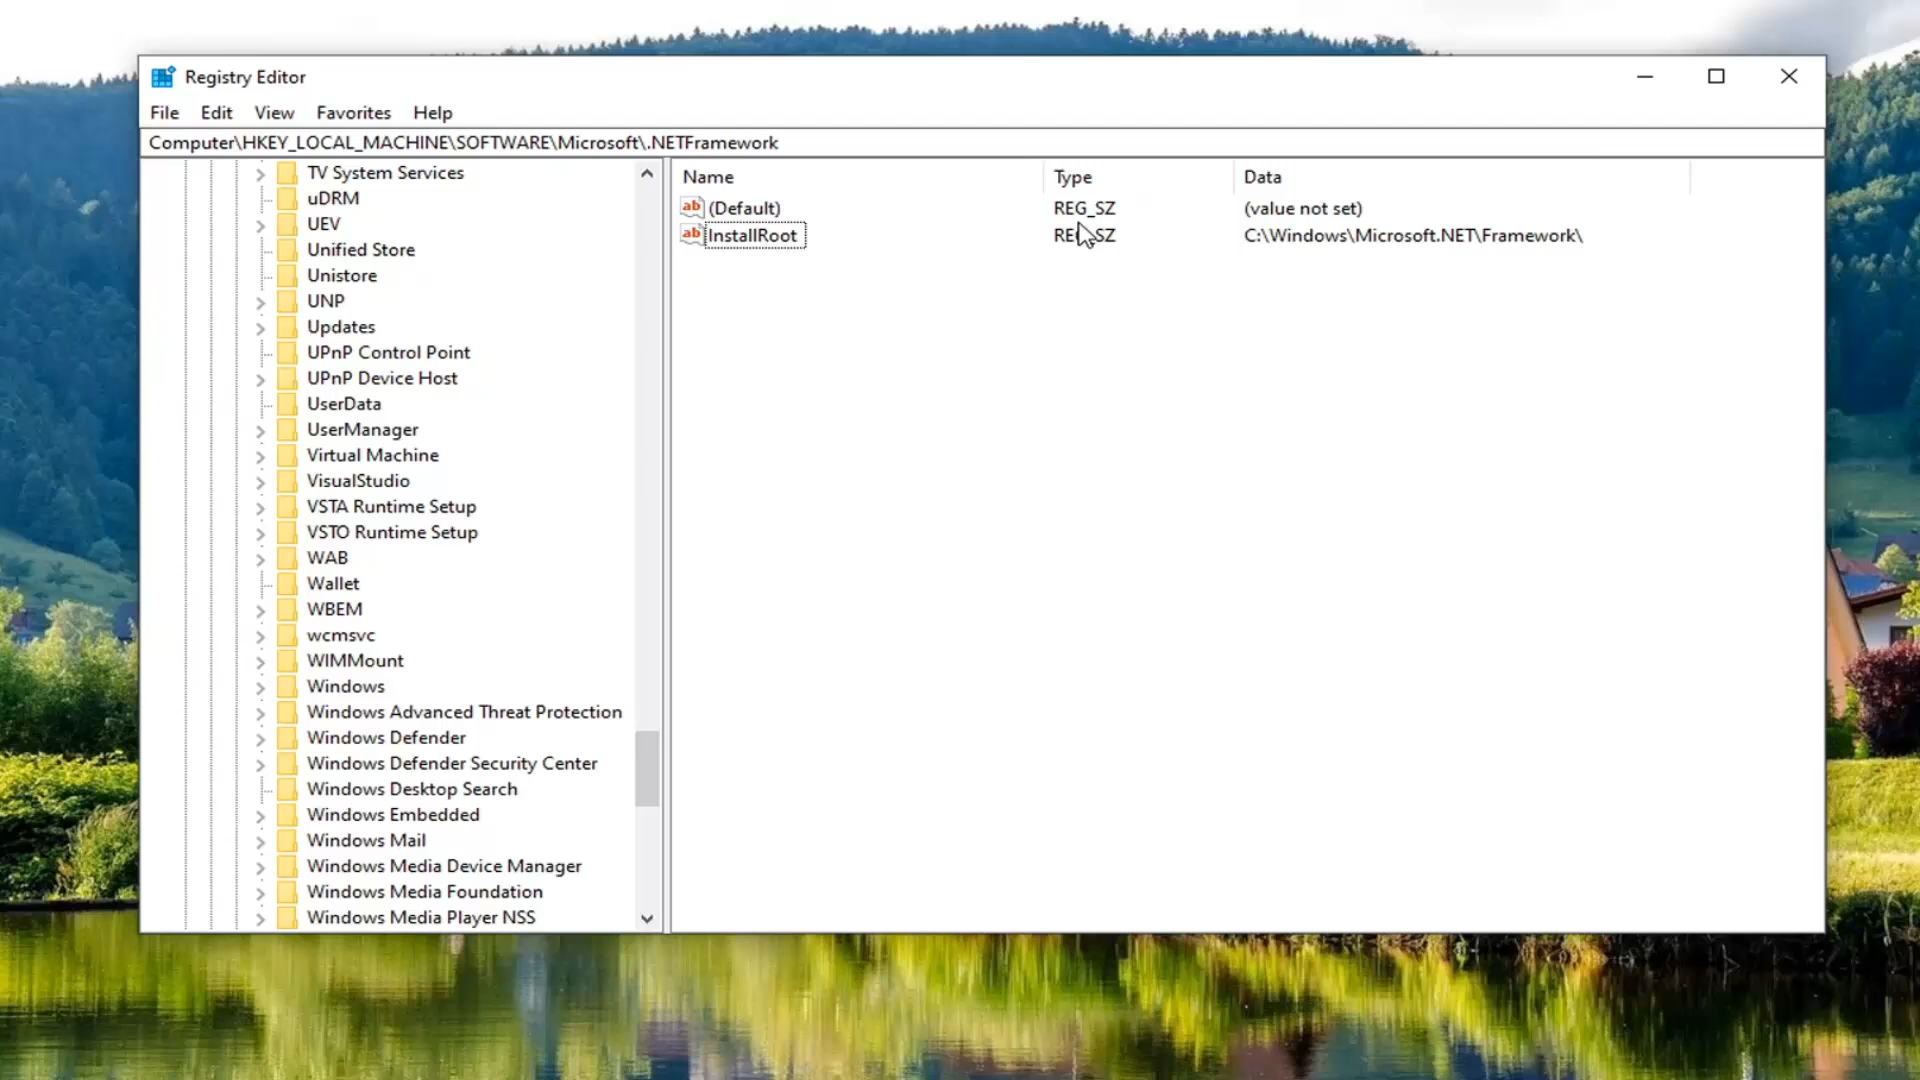 Registry Editor
File Edit View Favorites Help
Computer\HKEY_LOCAL_MACHINE\SOFTWARE\Microsoft\.NETFramework
TV System Services
uDRM
UEV
Unified Store
Unistore
UNP
Updates
UPnP Control Point
UPnP Device Host
UserData
UserManager
Virtual Machine
VisualStudio
VSTA Runtime Setup
VSTO Runtime Setup
WAB
Wallet
WBEM
wcmsvc
WIMMount
Windows
Windows Advanced Threat Protection
Windows Defender
Windows Defender Security Center
Windows Desktop Search
Windows Embedded
Windows Mail
Windows Media Device Manager
Windows Media Foundation
Windows Media Player NSS
Name Type Data
ab (Default) REG_SZ (value not set)
ab InstallRoot REG_SZ C:\Windows\Microsoft.NET\Framework\